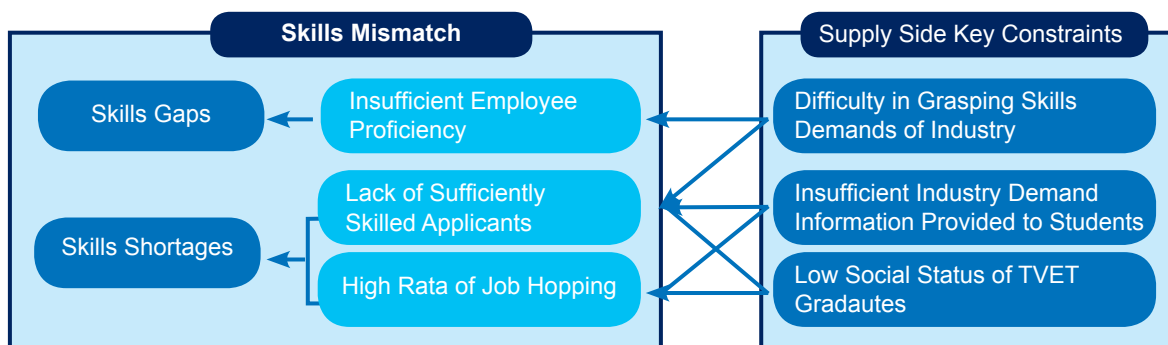 Skills Mismatch
Skills Gaps
Insufficient Employee
Proficiency
Skills Shortages
Lack of Sufficiently
Skilled Applicants
High Rata of Job Hopping
Supply Side Key Constraints
Difficulty in Grasping Skills
Demands of Industry
Insufficient Industry Demand
Information Provided to Students
Low Social Status of TVET
Gradautes